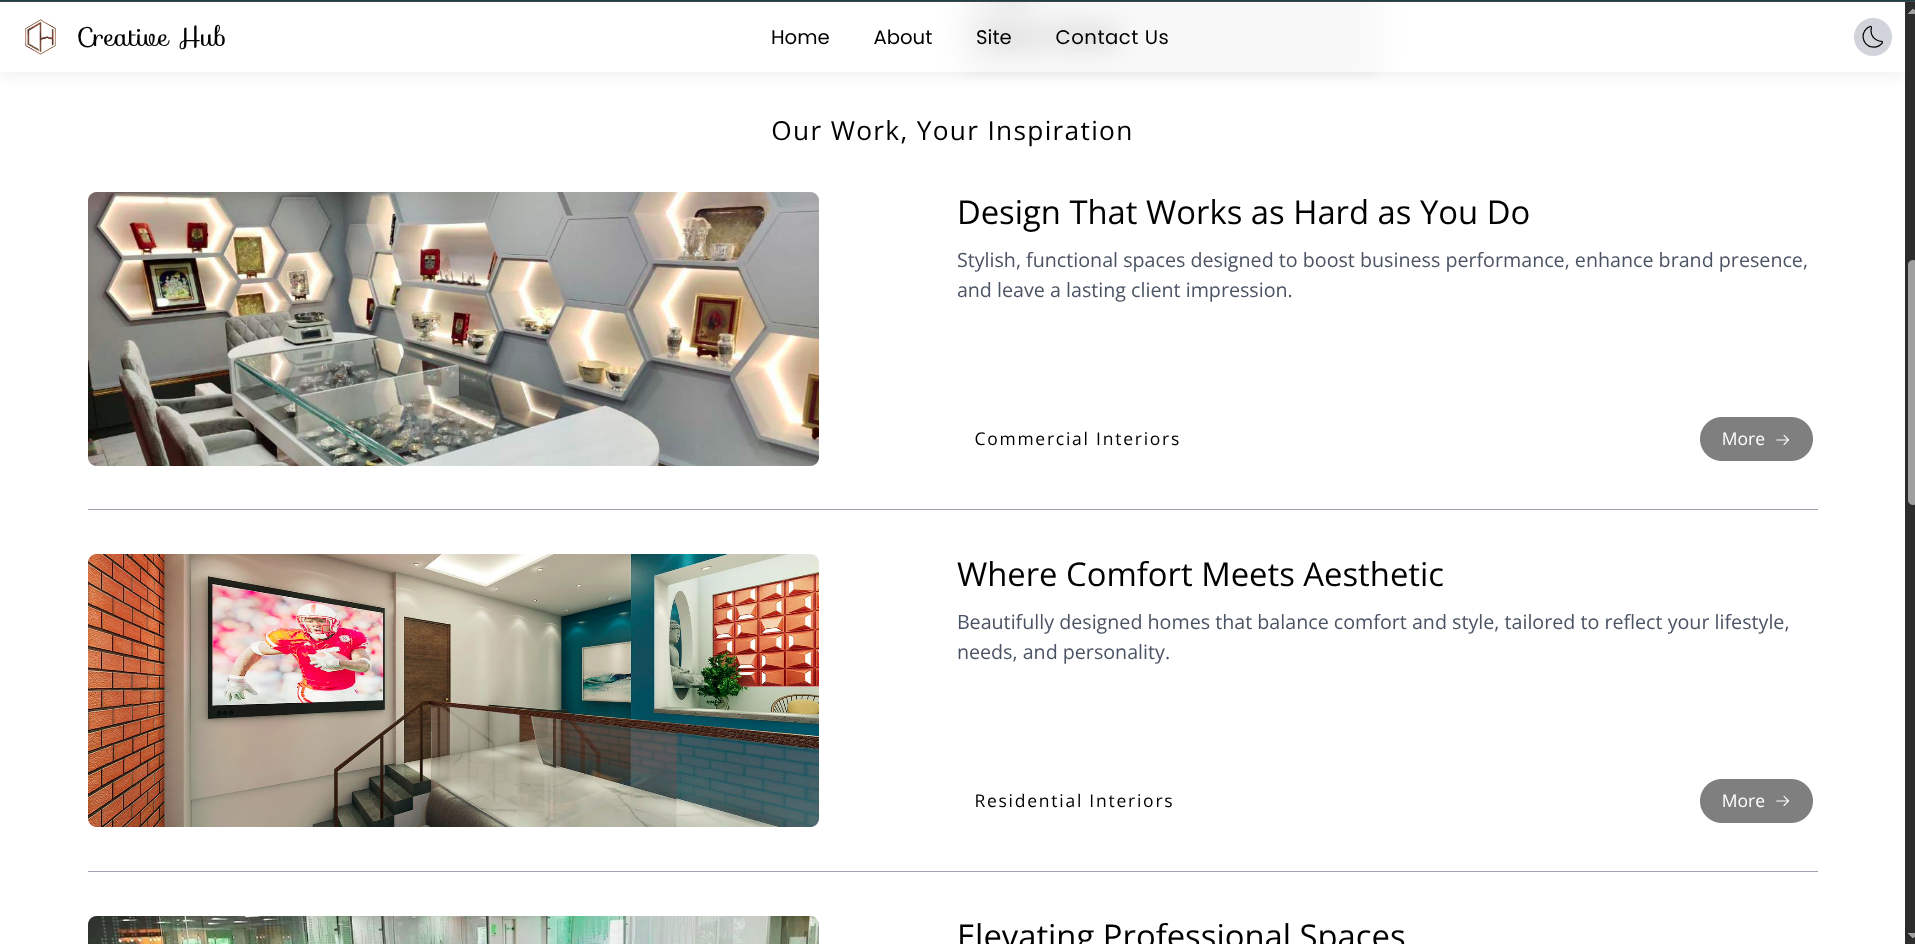 Creative Hub
Home About Site Contact Us
Our Work, Your Inspiration
Design That Works as Hard as You Do
Stylish, functional spaces designed to boost business performance, enhance brand presence,
and leave a lasting client impression.
Commercial Interiors
More →
Where Comfort Meets Aesthetic
Beautifully designed homes that balance comfort and style, tailored to reflect your lifestyle,
needs, and personality.
Residential Interiors
More →
Elevating Professional Spaces